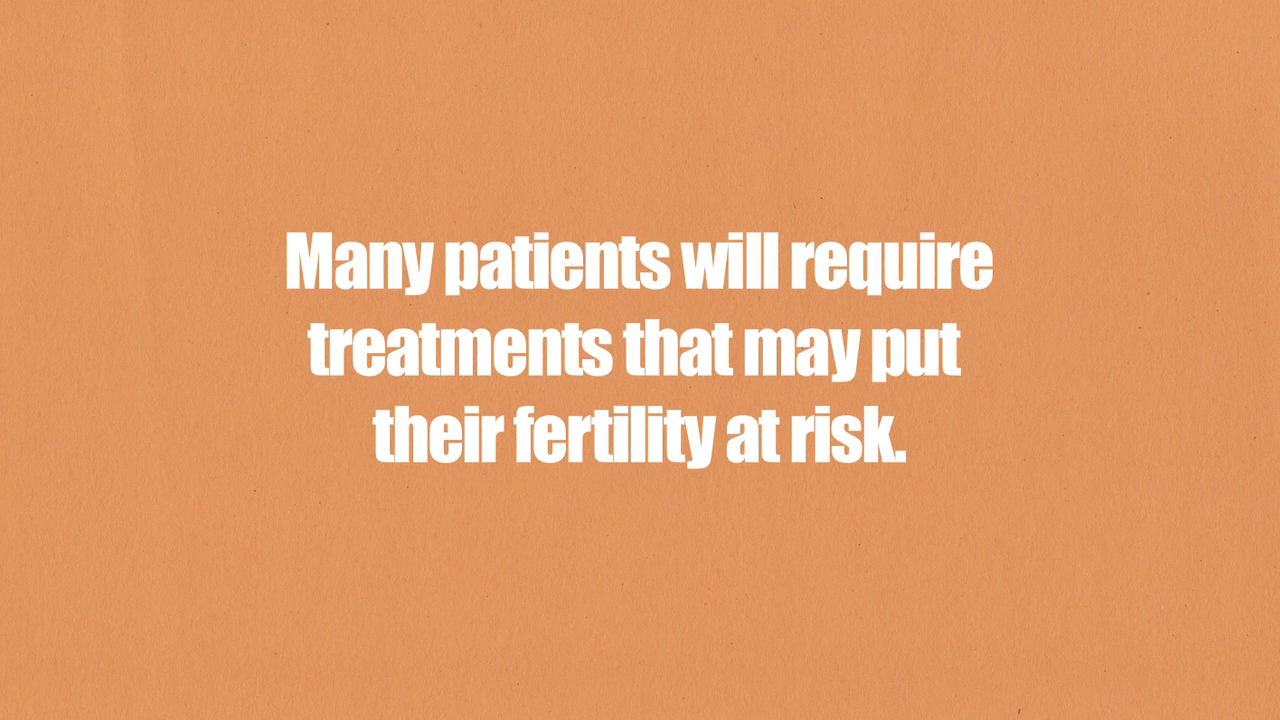 Many patients will require
treatments that may put
their fertility at risk.